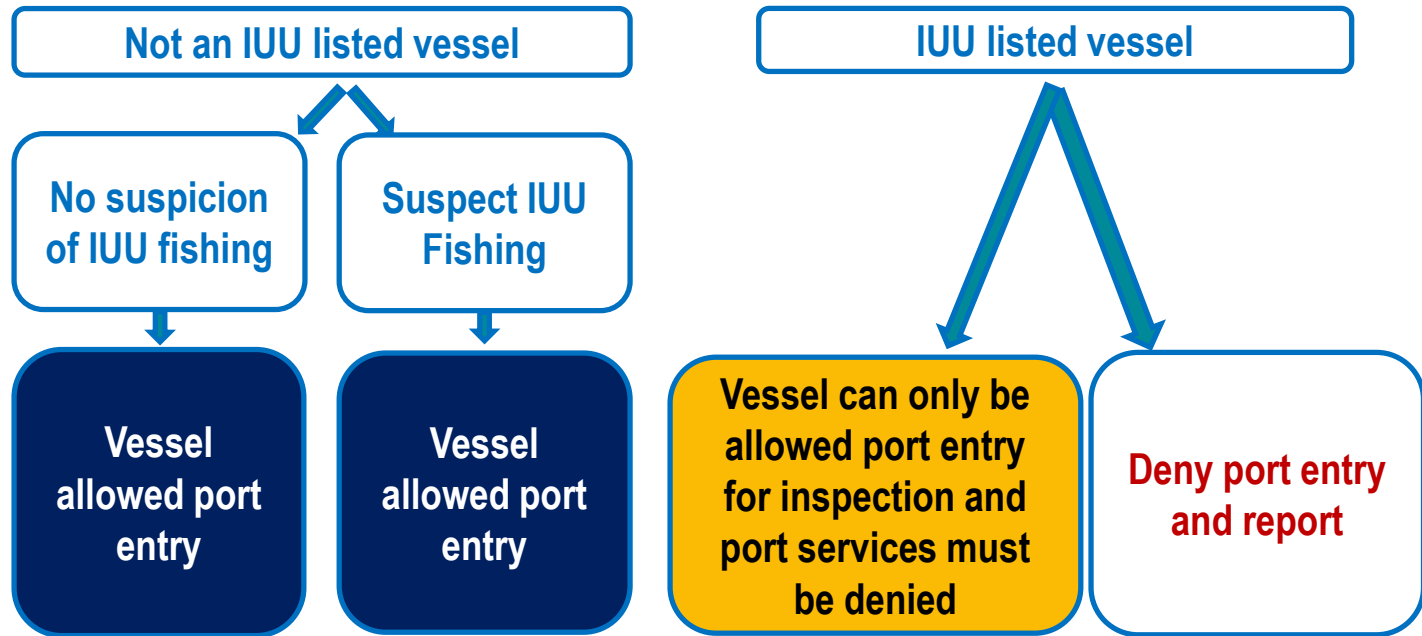 Not an IUU listed vessel
IUU listed vessel
No suspicion
of IUU fishing
Suspect IUU
Fishing
Vessel
allowed port
entry
Vessel
allowed port
entry
Vessel can only be
allowed port entry
for inspection and
port services must
be denied
Deny port entry
and report